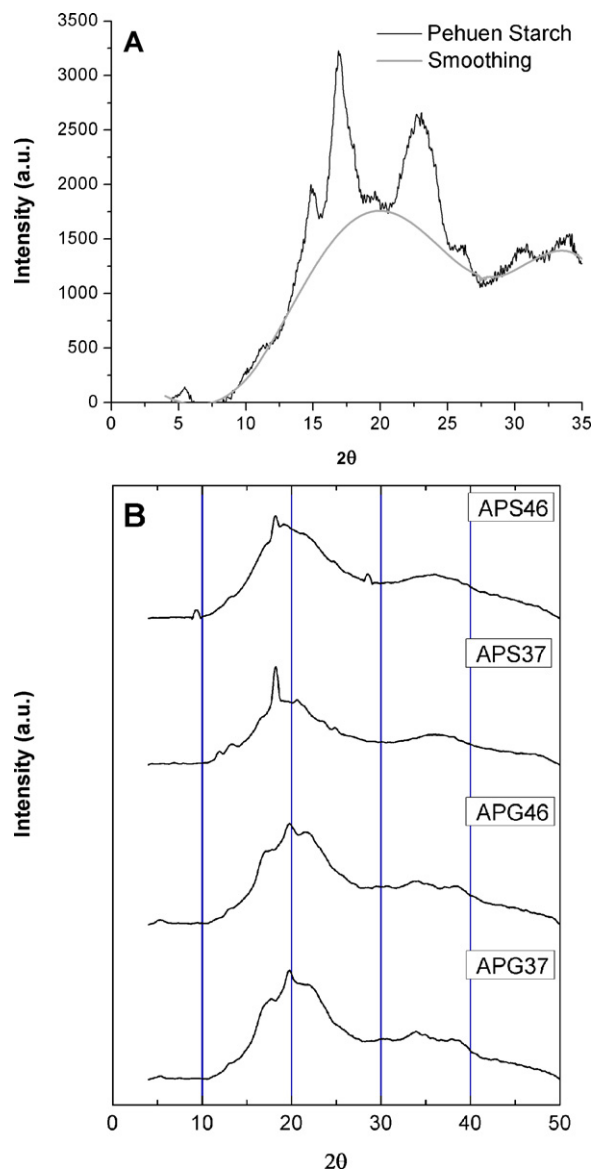 A
Pehuen Starch
Smoothing
Intensity (a.u.)
3500
3000
2500
2000
1500
1000
500
0
0 5 10 15 20 25 30 35
2θ
B
APS46
APS37
APG46
APG37
Intensity (a.u.)
0 10 20 30 40 50
2θ